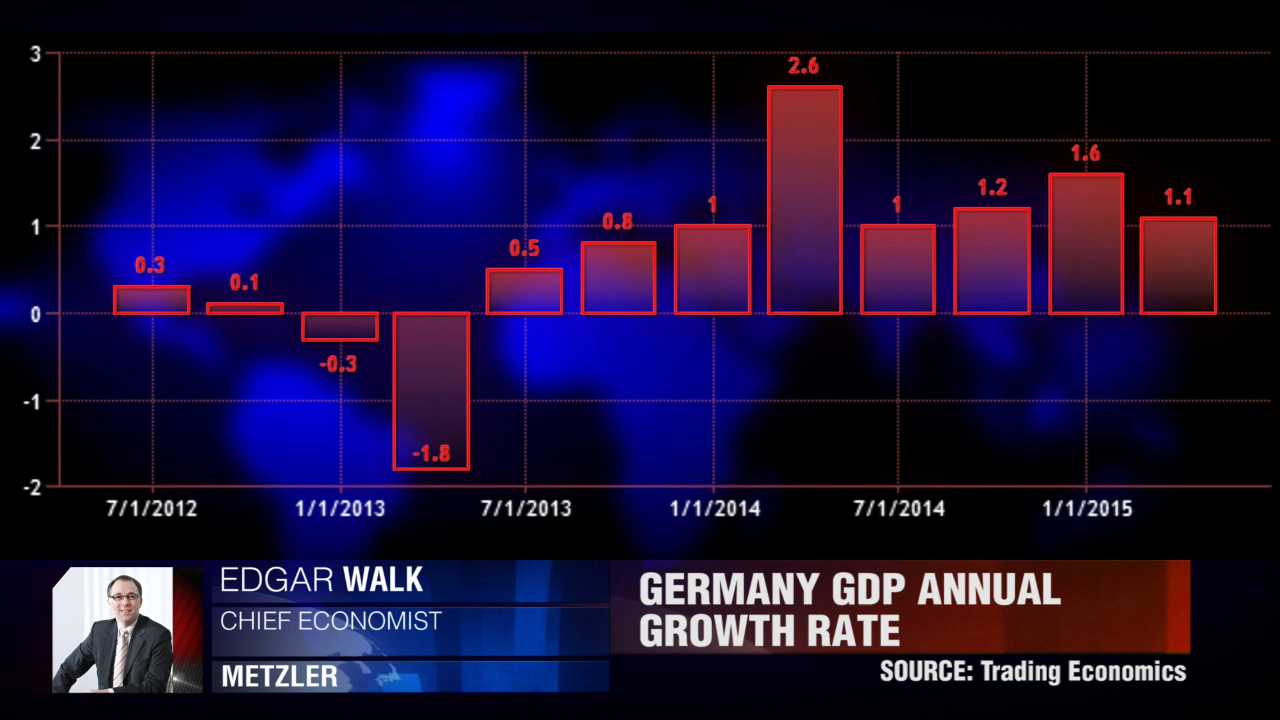 3
2.6
2
1.6
1.2
1.1
1
1
1
0.8
0.5
0.3
0.1
0
-0.3
-1
-1.8
-2
7/1/2012 1/1/2013 7/1/2013 1/1/2014 7/1/2014 1/1/2015
EDGAR WALK
CHIEF ECONOMIST
METZLER
GERMANY GDP ANNUAL
GROWTH RATE
SOURCE: Trading Economics